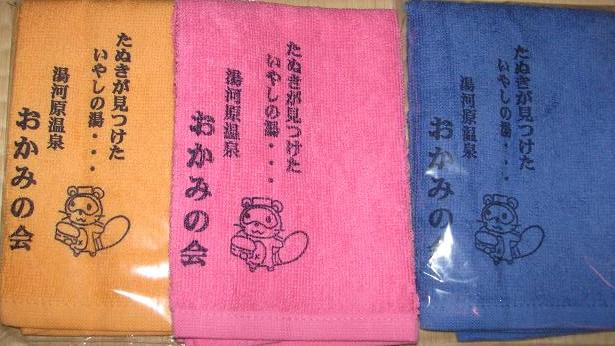 たぬきが見つけた
いやしの湯・・・
湯河原温泉
おかみの会
たぬきが見つけた
いやしの湯・・・
湯河原温泉
おかみの会
たぬきが見つけた
いやしの湯・・・
湯河原温泉
おかみの会